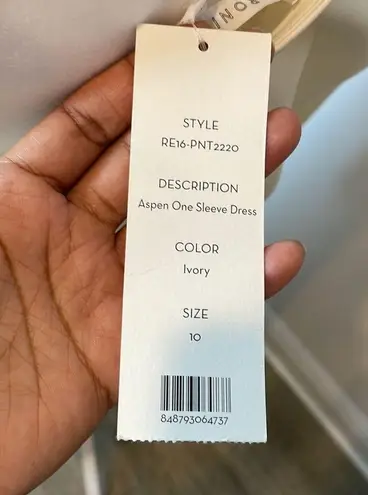 STYLE
RE16-PNT2220
DESCRIPTION
Aspen One Sleeve Dress
COLOR
Ivory
SIZE
10
848793064737